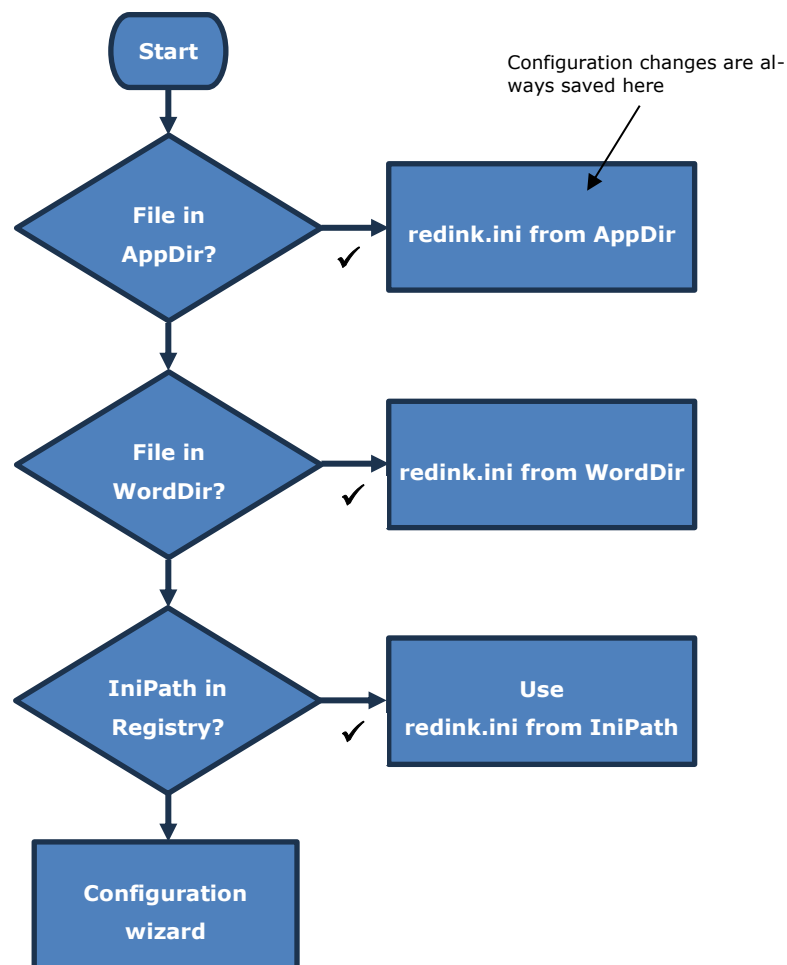 Start
Configuration changes are al-
ways saved here
File in
AppDir?
redink.ini from AppDir
File in
WordDir?
redink.ini from WordDir
IniPath in
Registry?
Use
redink.ini from IniPath
Configuration
wizard